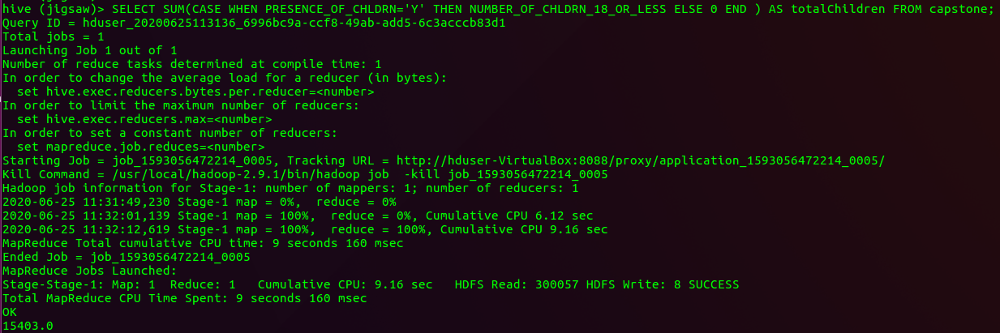 hive (jigsaw)> SELECT SUM(CASE WHEN PRESENCE_OF_CHLDRN='Y' THEN NUMBER_OF_CHLDRN_18_OR_LESS ELSE 0 END ) AS totalChildren FROM capstone;
Query ID = hduser_20200625113136_6996bc9a-ccf8-49ab-add5-6c3acccb83d1
Total jobs = 1
Launching Job 1 out of 1
Number of reduce tasks determined at compile time: 1
In order to change the average load for a reducer (in bytes):
  set hive.exec.reducers.bytes.per.reducer=<number>
In order to limit the maximum number of reducers:
  set hive.exec.reducers.max=<number>
In order to set a constant number of reducers:
  set mapreduce.job.reduces=<number>
Starting Job = job_1593056472214_0005, Tracking URL = http://hduser-VirtualBox:8088/proxy/application_1593056472214_0005/
Kill Command = /usr/local/hadoop-2.9.1/bin/hadoop job  -kill job_1593056472214_0005
Hadoop job information for Stage-1: number of mappers: 1; number of reducers: 1
2020-06-25 11:31:49,230 Stage-1 map = 0%,  reduce = 0%
2020-06-25 11:32:01,139 Stage-1 map = 100%,  reduce = 0%, Cumulative CPU 6.12 sec
2020-06-25 11:32:12,619 Stage-1 map = 100%,  reduce = 100%, Cumulative CPU 9.16 sec
MapReduce Total cumulative CPU time: 9 seconds 160 msec
Ended Job = job_1593056472214_0005
MapReduce Jobs Launched:
Stage-Stage-1: Map: 1  Reduce: 1   Cumulative CPU: 9.16 sec   HDFS Read: 300057 HDFS Write: 8 SUCCESS
Total MapReduce CPU Time Spent: 9 seconds 160 msec
OK
15403.0